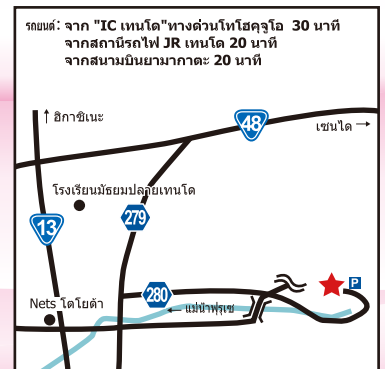 รถยนต์: จาก "IC เทนโด"ทางด่วนโทโฮคุจูโอ 30 นาที
จากสถานีรถไฟ JR เทนโด 20 นาที
จากสนามบินยามากาตะ 20 นาที
↑ ฮิกาชิเนะ
48
เซนได →
โรงเรียนมัธยมปลายเทนโด
279
13
280
P
Nets โตโยต้า
← แม่น้ำฟุรุเซ